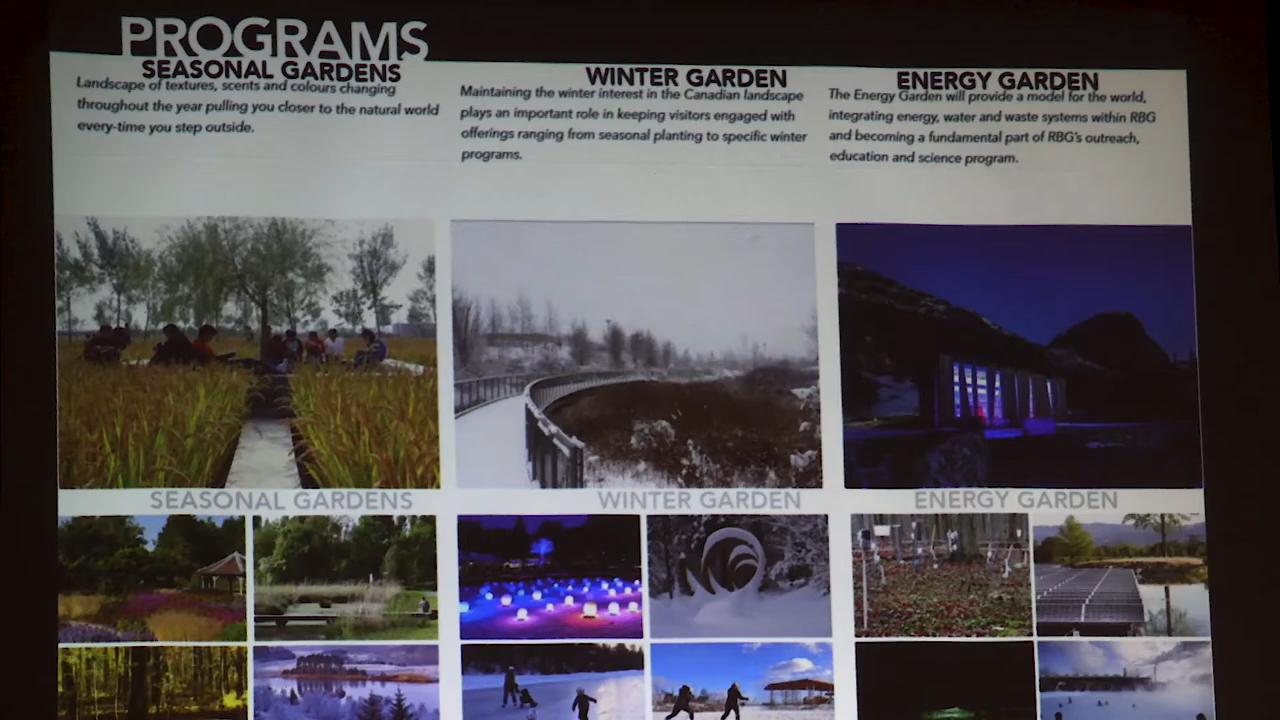 PROGRAMS
SEASONAL GARDENS
Landscape of textures, scents and colours changing
throughout the year pulling you closer to the natural world
every-time you step outside.
WINTER GARDEN
Maintaining the winter interest in the Canadian landscape
plays an important role in keeping visitors engaged with
offerings ranging from seasonal planting to specific winter
programs.
ENERGY GARDEN
The Energy Garden will provide a model for the world,
integrating energy, water and waste systems within RBG
and becoming a fundamental part of RBG's outreach,
education and science program.
SEASONAL GARDENS
WINTER GARDEN
ENERGY GARDEN